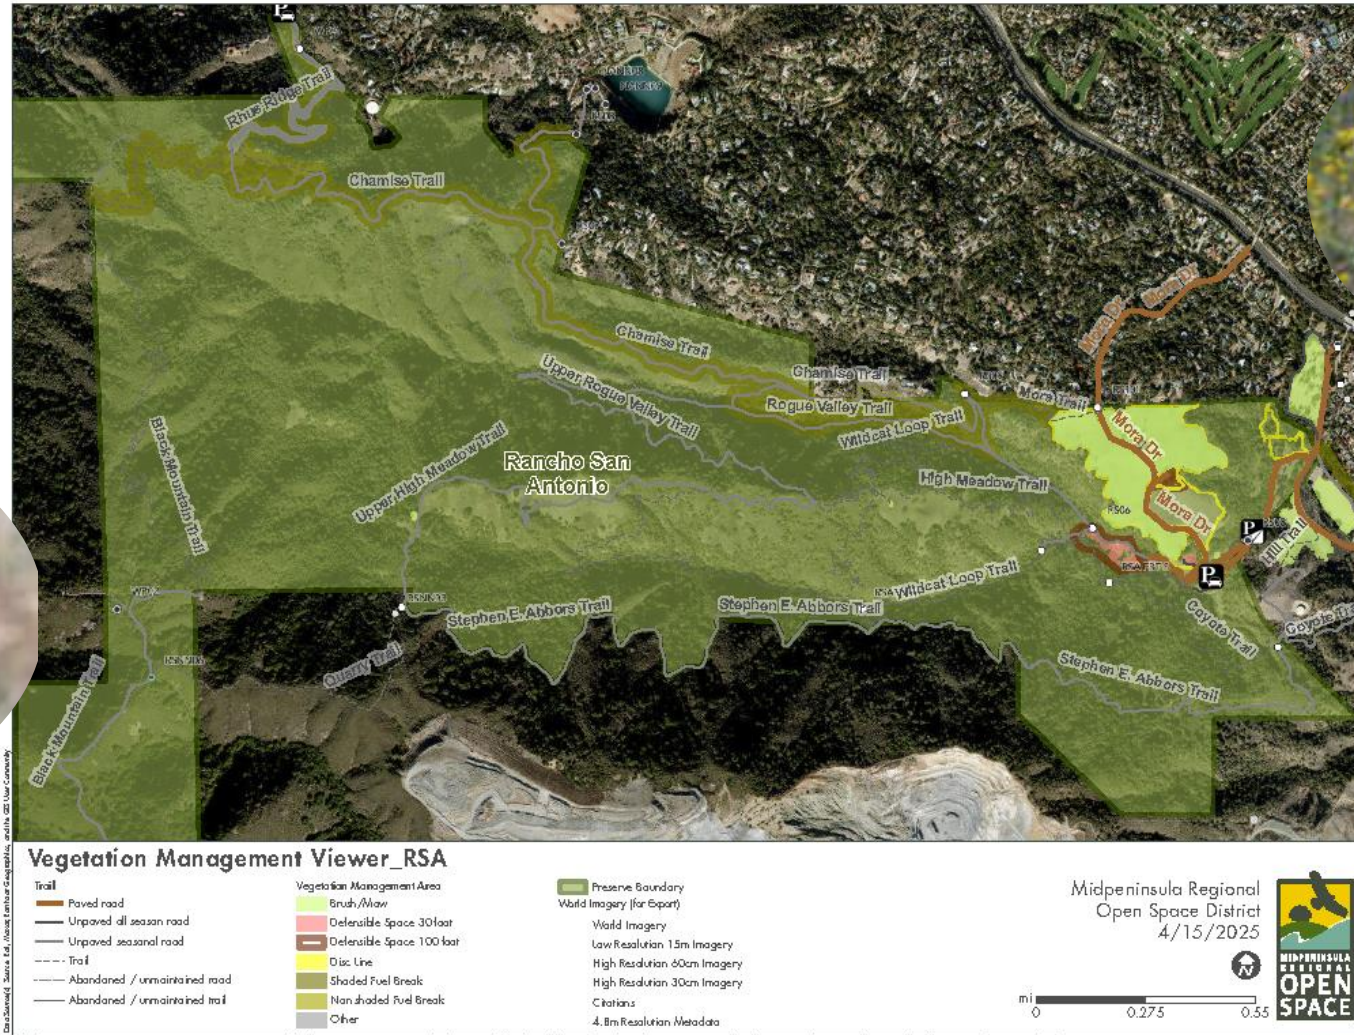 P
Rhus Ridge Trail
Chamise Trail
Mora Dr
Mora Dr
Chamise Trail
Upper Rogue Valley Trail
Chamise Trail
Mora Trail
Rogue Valley Trail
Wildcat Loop Trail
Mora Dr
Black Mountain Trail
Upper High Meadow Trail
Rancho San
Antonio
High Meadow Trail
Mora Dr
RS06
P
Hill Trail
P
Wildcat Loop Trail
Stephen E. Abbors Trail
Stephen E. Abbors Trail
Coyote Trail
Quarry Trail
Stephen E. Abbors Trail
Black Mountain Trail
Vegetation Management Viewer_RSA
Trail
Paved road
Unpaved all season road
Unpaved seasonal road
Trail
Abandoned / unmaintained road
Abandoned / unmaintained trail
Vegetation Management Area
Brush/Mow
Defensible Space 30 foot
Defensible Space 100 foot
Disc Line
Shaded Fuel Break
Non shaded Fuel Break
Other
Preserve Boundary
World Imagery (for Export)
World Imagery
Low Resolution 15m Imagery
High Resolution 60cm Imagery
High Resolution 30cm Imagery
Citations
4.8m Resolution Metadata
Midpeninsula Regional
Open Space District
4/15/2025
N
mi
0 0.275 0.55
MIDPENINSULA
REGIONAL
OPEN
SPACE